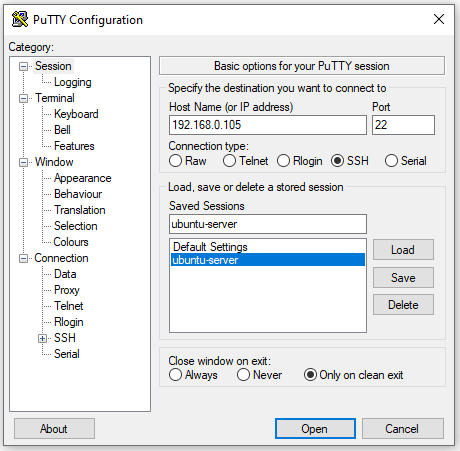 PuTTY Configuration
Category:
Session
Logging
Terminal
Keyboard
Bell
Features
Window
Appearance
Behaviour
Translation
Selection
Colours
Connection
Data
Proxy
Telnet
Rlogin
SSH
Serial
Basic options for your PuTTY session
Specify the destination you want to connect to
Host Name (or IP address) Port
192.168.0.105 22
Connection type:
Raw Telnet Rlogin SSH Serial
Load, save or delete a stored session
Saved Sessions
ubuntu-server
Default Settings
ubuntu-server
Load
Save
Delete
Close window on exit:
Always Never Only on clean exit
About Open Cancel